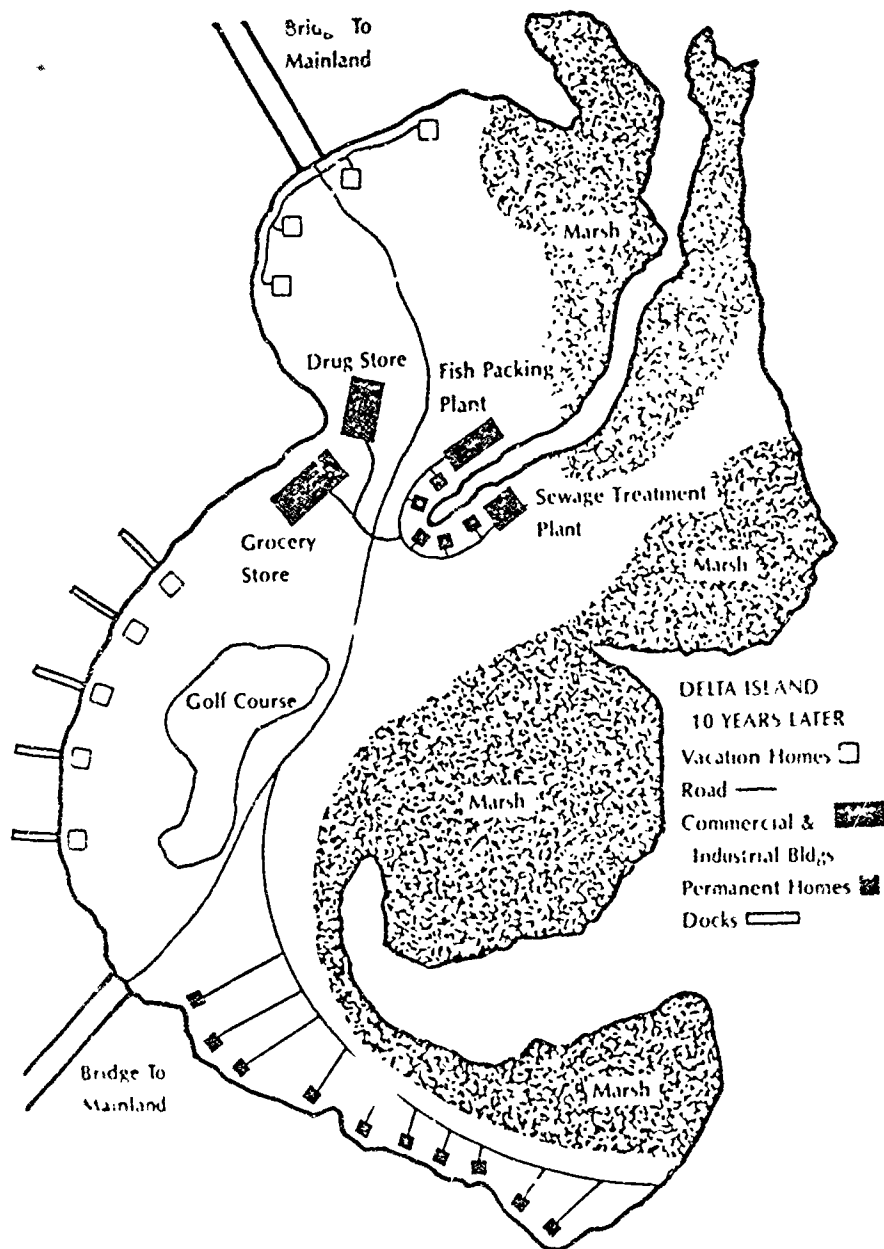 Bridg To
Mainland
Marsh
Drug Store
Fish Packing
Plant
Sewage Treatment
Plant
Grocery
Store
Marsh
Golf Course
DELTA ISLAND
10 YEARS LATER
Vacation Homes
Road
Marsh
Commercial &
Industrial Bldgs
Permanent Homes
Docks
Bridge To
Mainland
Marsh